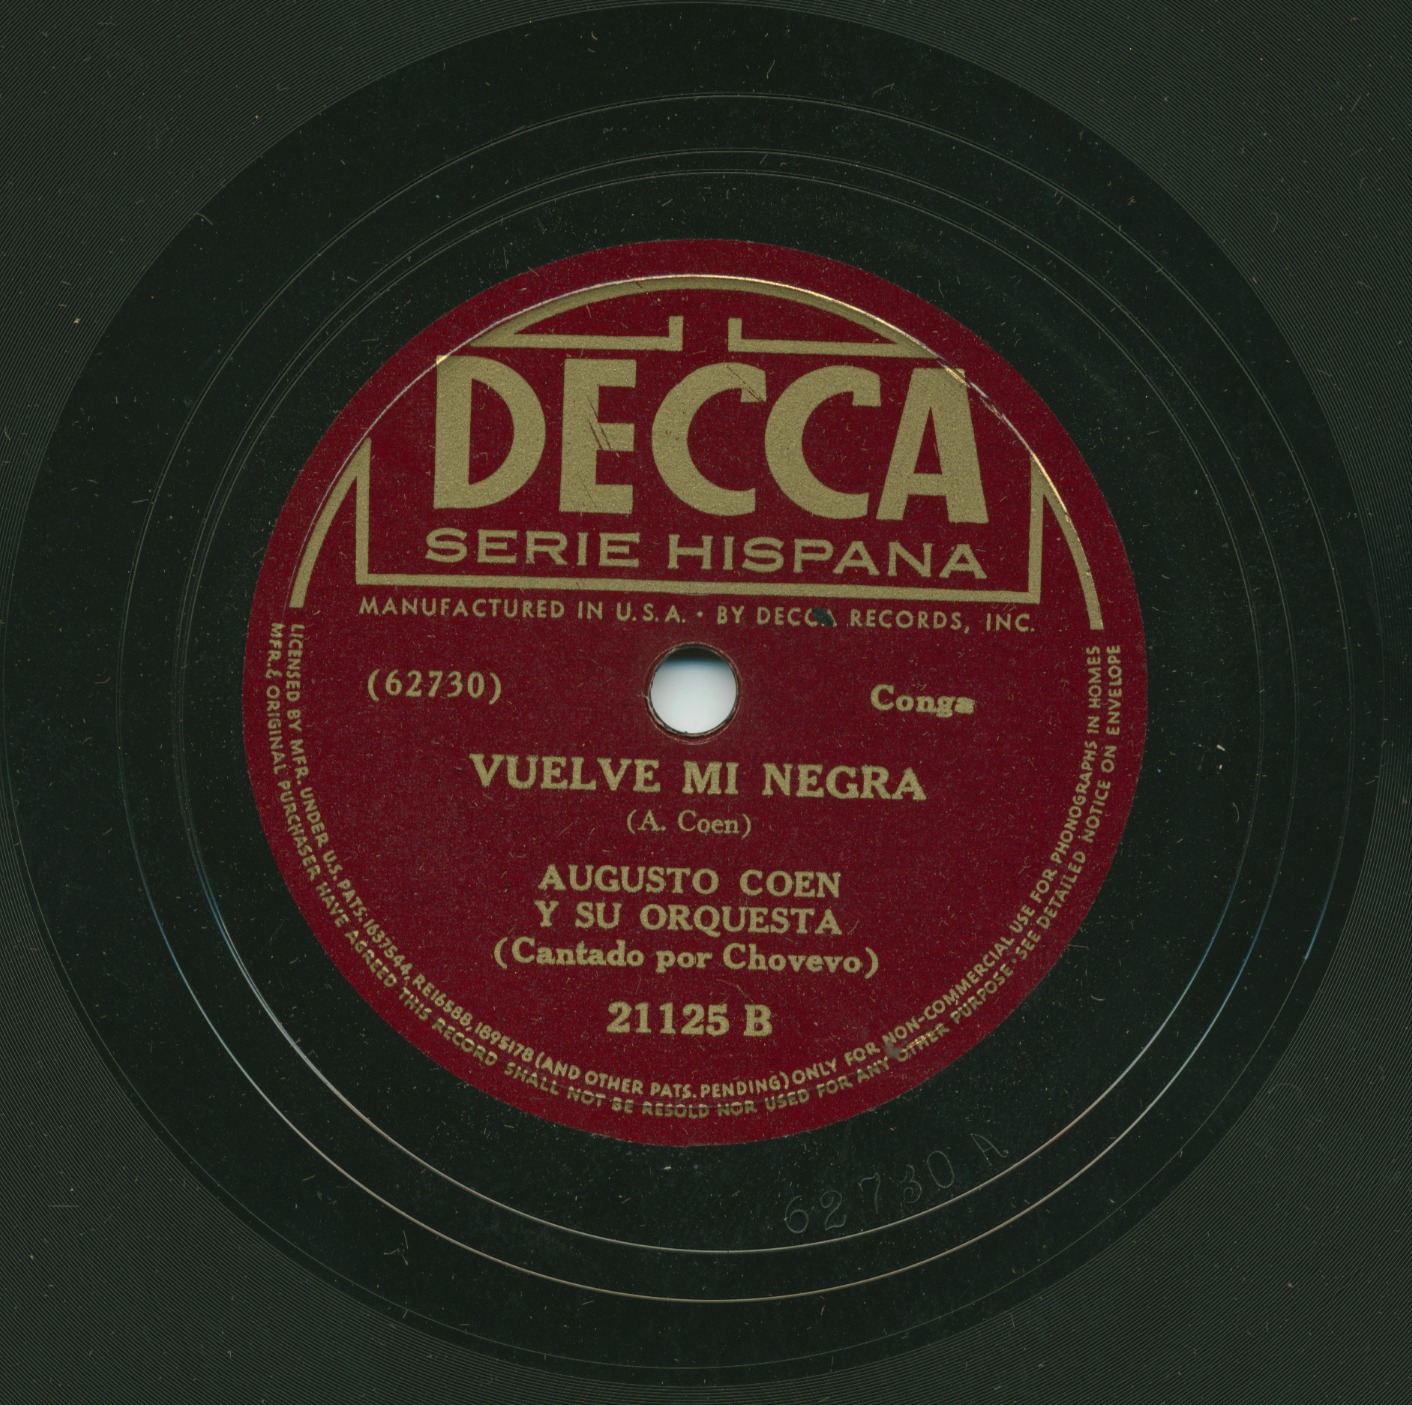 DECCA
SERIE HISPANA
MANUFACTURED IN U.S.A. • BY DECCA RECORDS, INC.
(62730)
Conga
VUELVE MI NEGRA
(A. Coen)
AUGUSTO COEN
Y SU ORQUESTA
(Cantado por Chovevo)
21125 B
LICENSED BY MFR. UNDER U.S. PATS. 1637544, RE16588, 1895178 (AND OTHER PATS. PENDING) ONLY FOR NON-COMMERCIAL USE FOR PHONOGRAPHS IN HOMES
MFR. & ORIGINAL PURCHASER HAVE AGREED THIS RECORD SHALL NOT BE RESOLD NOR USED FOR ANY OTHER PURPOSE • SEE DETAILED NOTICE ON ENVELOPE
62730 A